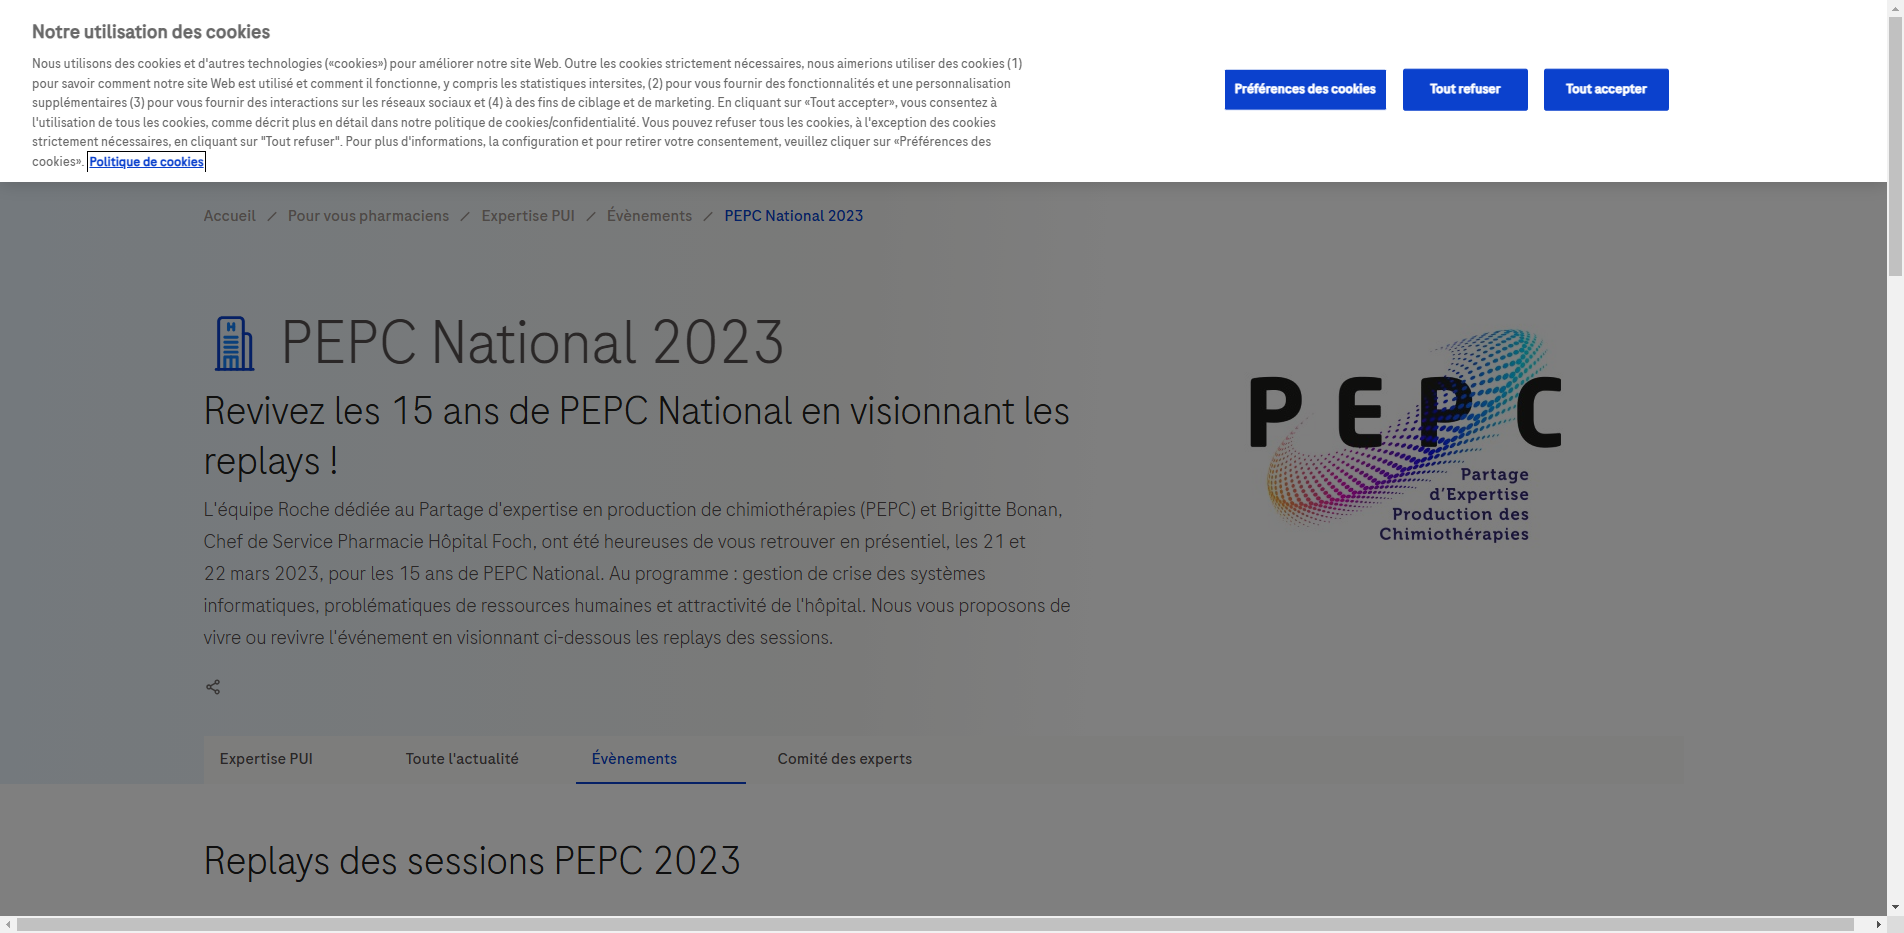 Notre utilisation des cookies
Nous utilisons des cookies et d'autres technologies («cookies») pour améliorer notre site Web. Outre les cookies strictement nécessaires, nous aimerions utiliser des cookies (1)
pour savoir comment notre site Web est utilisé et comment il fonctionne, y compris les statistiques intersites, (2) pour vous fournir des fonctionnalités et une personnalisation
supplémentaires (3) pour vous fournir des interactions sur les réseaux sociaux et (4) à des fins de ciblage et de marketing. En cliquant sur «Tout accepter», vous consentez à
l'utilisation de tous les cookies, comme décrit plus en détail dans notre politique de cookies/confidentialité. Vous pouvez refuser tous les cookies, à l'exception des cookies
strictement nécessaires, en cliquant sur "Tout refuser". Pour plus d'informations, la configuration et pour retirer votre consentement, veuillez cliquer sur «Préférences des
cookies». Politique de cookies
Préférences des cookies
Tout refuser
Tout accepter
Accueil / Pour vous pharmaciens / Expertise PUI / Évènements / PEPC National 2023
H
PEPC National 2023
Revivez les 15 ans de PEPC National en visionnant les
replays !
L'équipe Roche dédiée au Partage d'expertise en production de chimiothérapies (PEPC) et Brigitte Bonan,
Chef de Service Pharmacie Hôpital Foch, ont été heureuses de vous retrouver en présentiel, les 21 et
22 mars 2023, pour les 15 ans de PEPC National. Au programme : gestion de crise des systèmes
informatiques, problématiques de ressources humaines et attractivité de l'hôpital. Nous vous proposons de
vivre ou revivre l'événement en visionnant ci-dessous les replays des sessions.
PEPC
Partage
d'Expertise
Production des
Chimiothérapies
Expertise PUI
Toute l'actualité
Évènements
Comité des experts
Replays des sessions PEPC 2023